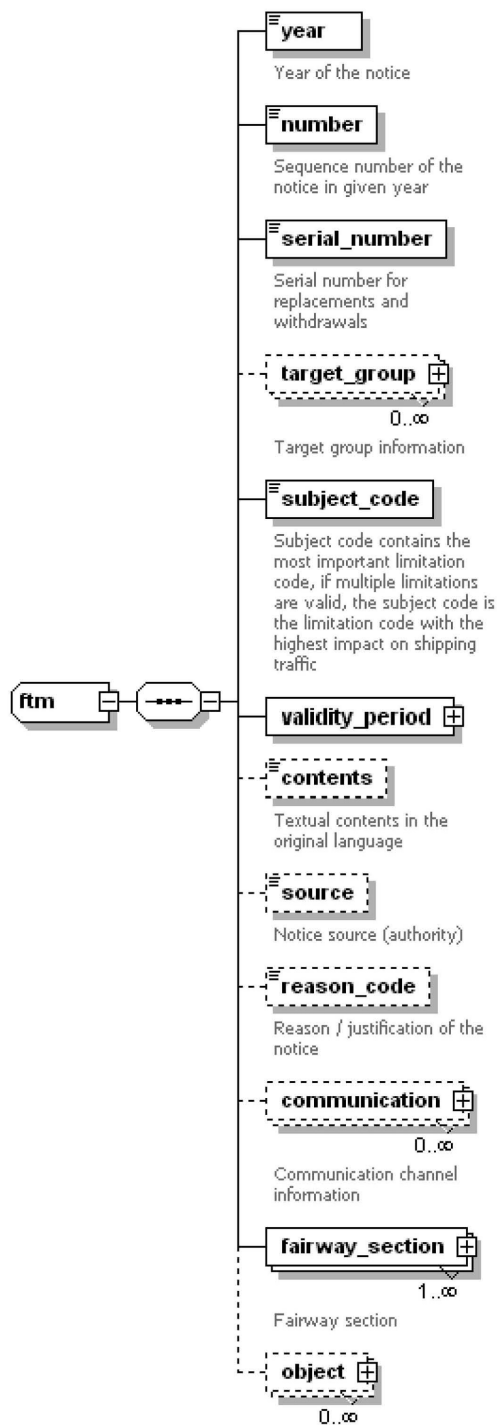 year
Year of the notice
number
Sequence number of the
notice in given year
serial_number
Serial number for
replacements and
withdrawals
target_group
0..∞
Target group information
subject_code
Subject code contains the
most important limitation
code, if multiple limitations
are valid, the subject code is
the limitation code with the
highest impact on shipping
traffic
ftm
validity_period
contents
Textual contents in the
original language
source
Notice source (authority)
reason_code
Reason / justification of the
notice
communication
0..∞
Communication channel
information
fairway_section
1..∞
Fairway section
object
0..∞